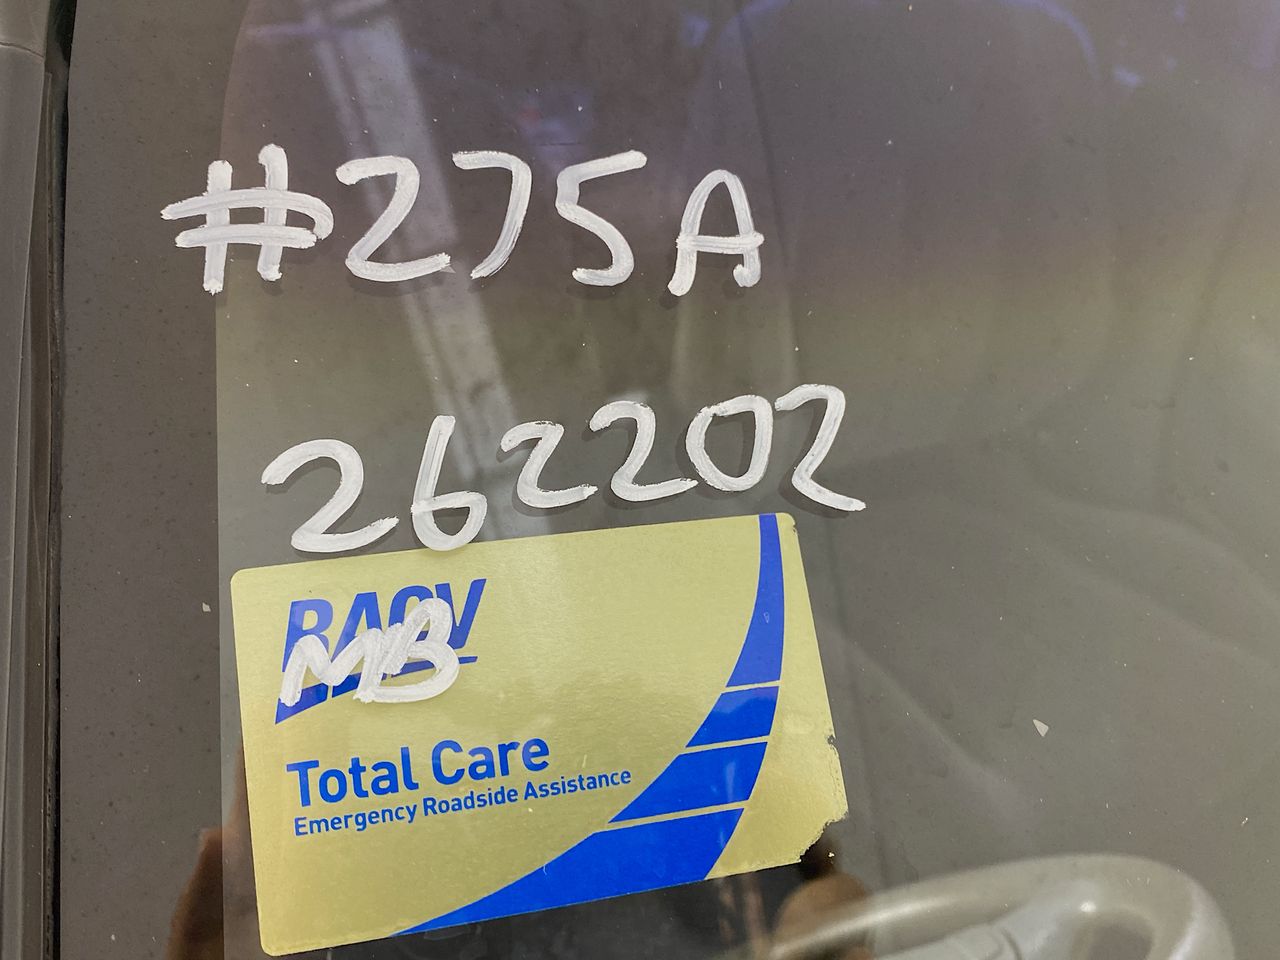 #275A
262202
RACV
MB
Total Care
Emergency Roadside Assistance